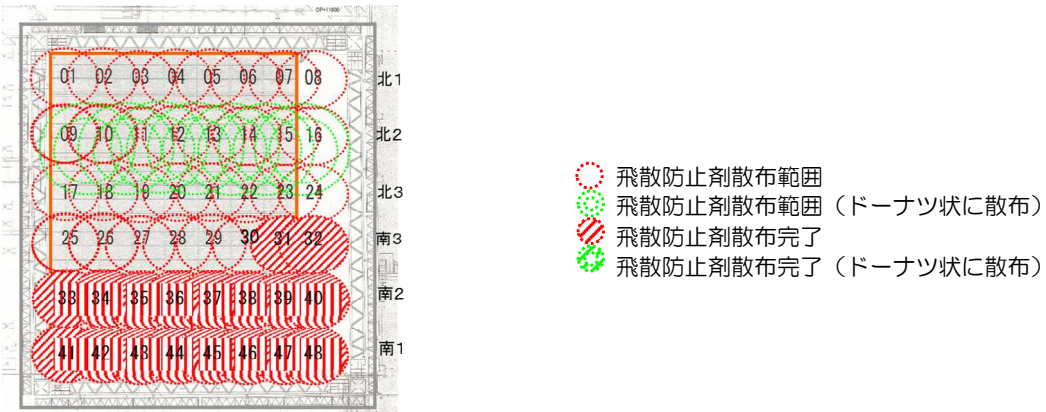 OP+11800
01 02 03 04 05 06 07 08 北1
09 10 11 12 13 14 15 16 北2
17 18 19 20 21 22 23 24 北3
25 26 27 28 29 30 31 32 南3
33 34 35 36 37 38 39 40 南2
41 42 43 44 45 46 47 48 南1
飛散防止剤散布範囲
飛散防止剤散布範囲（ドーナツ状に散布）
飛散防止剤散布完了
飛散防止剤散布完了（ドーナツ状に散布）